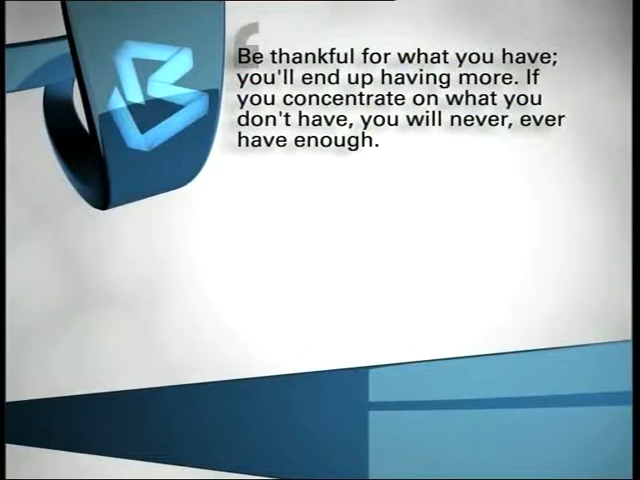 Be thankful for what you have;
you'll end up having more. If
you concentrate on what you
don't have, you will never, ever
have enough.